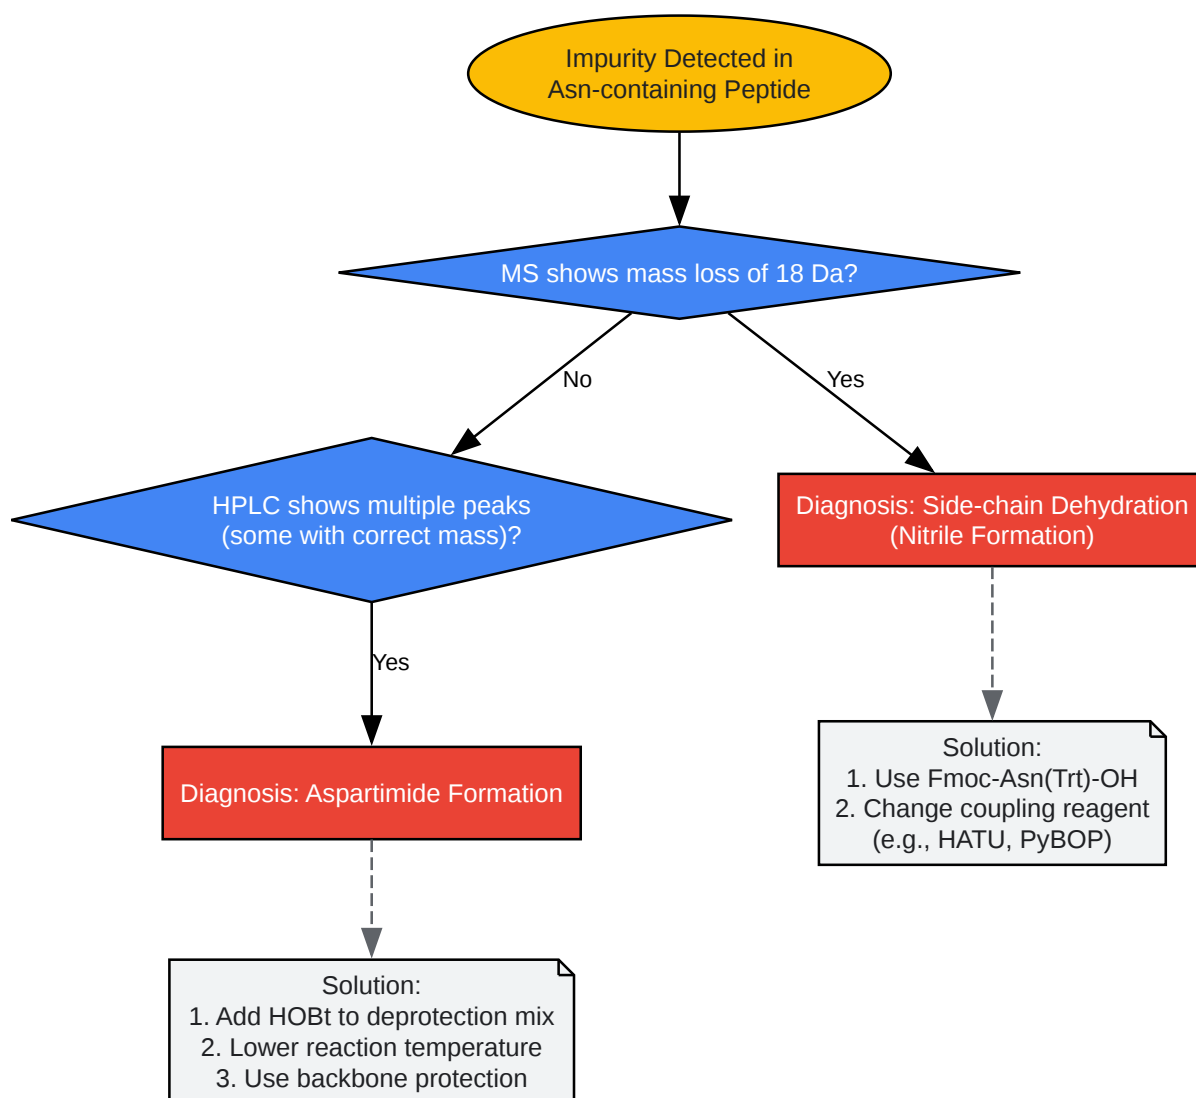 Impurity Detected in
Asn-containing Peptide
MS shows mass loss of 18 Da?
No
Yes
HPLC shows multiple peaks
(some with correct mass)?
Diagnosis: Side-chain Dehydration
(Nitrile Formation)
Yes
Diagnosis: Aspartimide Formation
Solution:
1. Use Fmoc-Asn(Trt)-OH
2. Change coupling reagent
(e.g., HATU, PyBOP)
Solution:
1. Add HOBt to deprotection mix
2. Lower reaction temperature
3. Use backbone protection